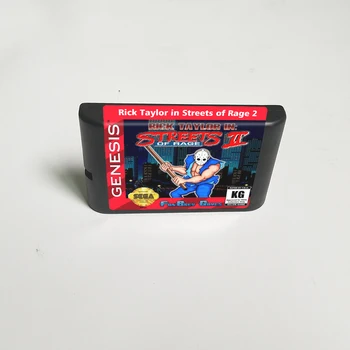 Rick Taylor in Streets of Rage 2
GENESIS
RICK TAYLOR IN:
STREETS II
OF RAGE
SEGA
KG